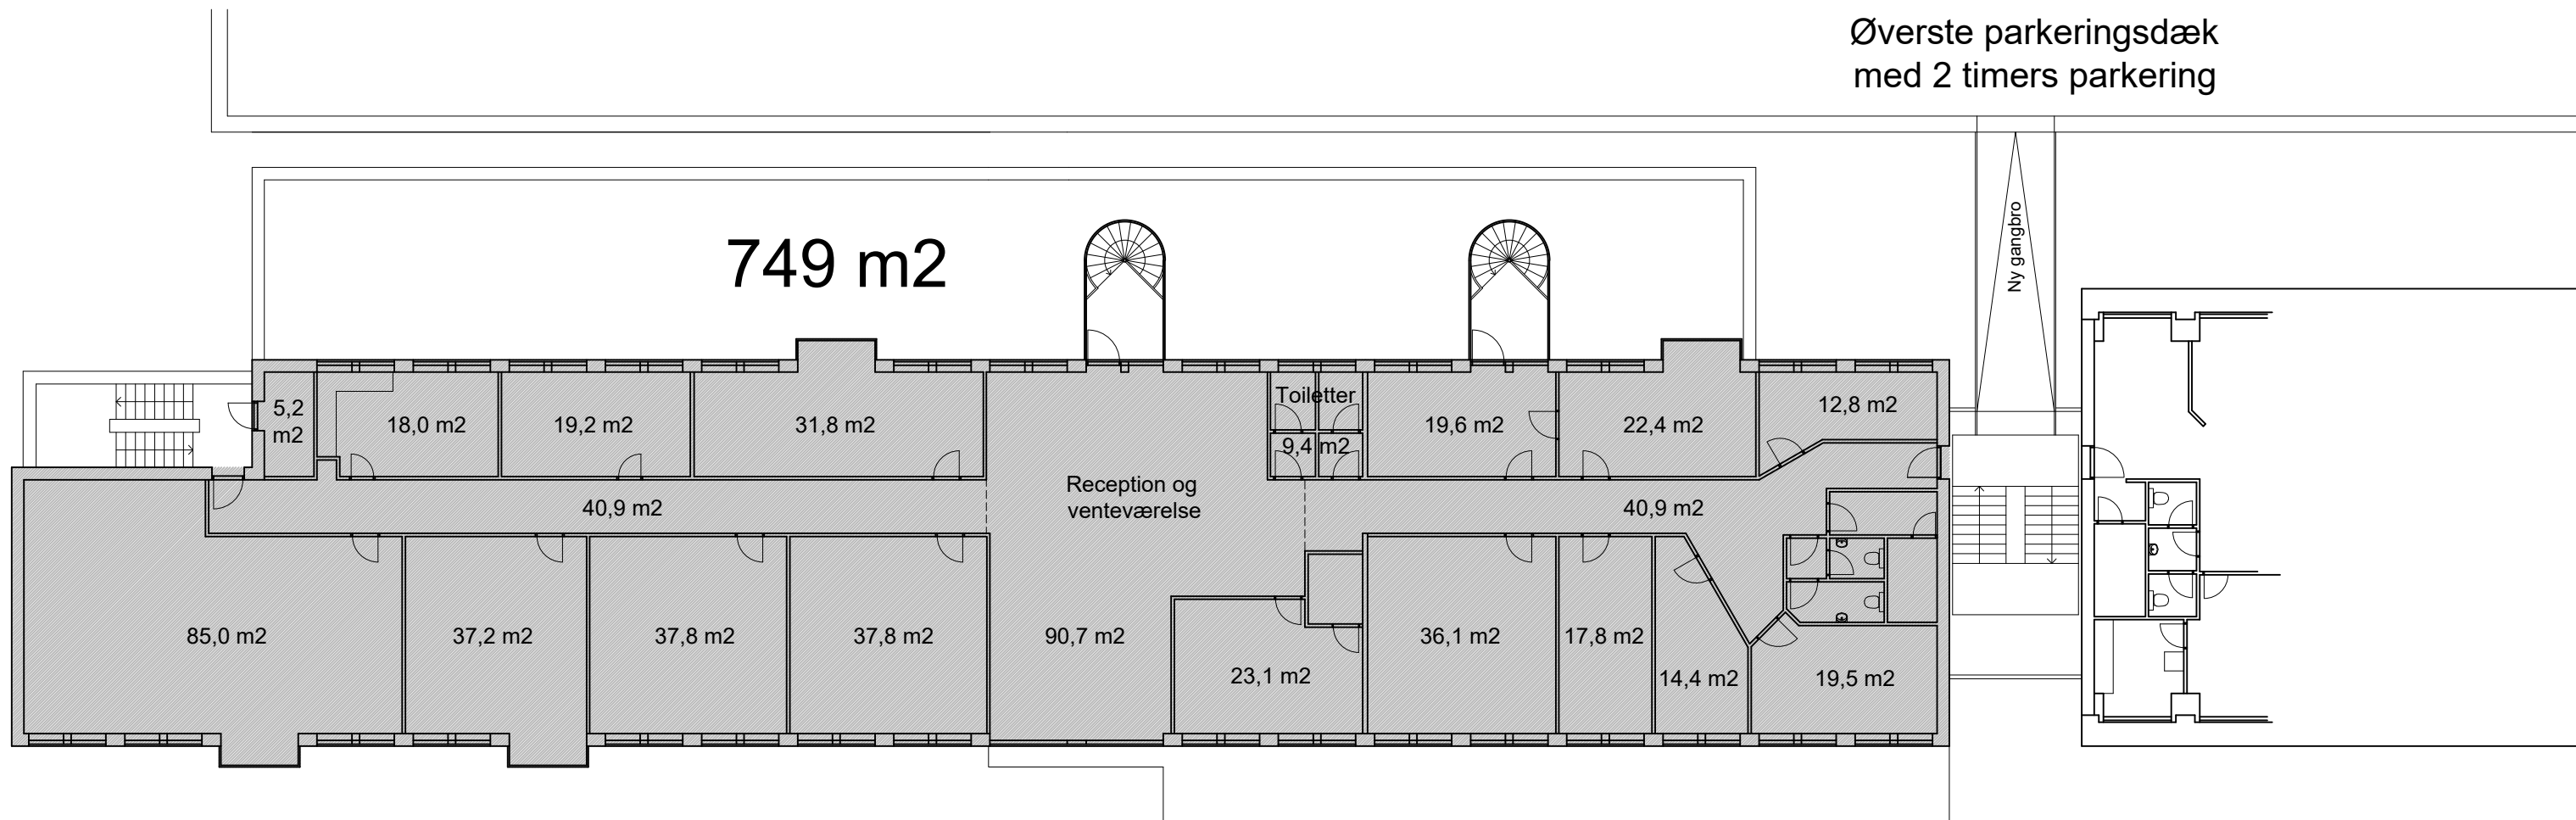 Øverste parkeringsdæk
med 2 timers parkering
Ny gangbro
749 m2
5,2
m2
18,0 m2
19,2 m2
31,8 m2
Toiletter
9,4 m2
19,6 m2
22,4 m2
12,8 m2
40,9 m2
Reception og
venteværelse
40,9 m2
85,0 m2
37,2 m2
37,8 m2
37,8 m2
90,7 m2
23,1 m2
36,1 m2
17,8 m2
14,4 m2
19,5 m2